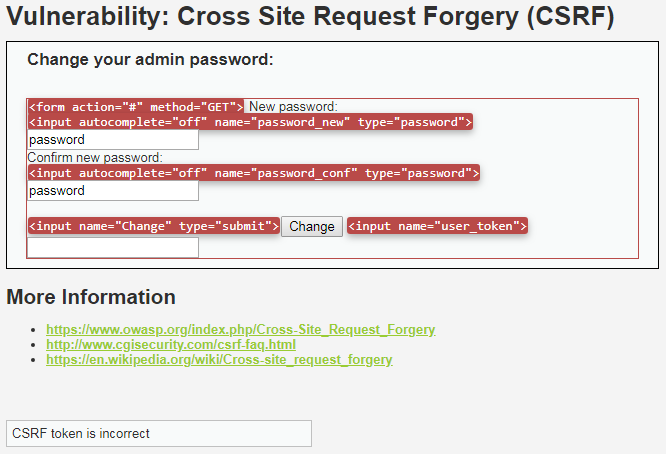 Vulnerability: Cross Site Request Forgery (CSRF)
Change your admin password:
<form action="#" method="GET"> New password:
<input autocomplete="off" name="password_new" type="password">
password
Confirm new password:
<input autocomplete="off" name="password_conf" type="password">
password
<input name="Change" type="submit"> Change <input name="user_token">
More Information
https://www.owasp.org/index.php/Cross-Site_Request_Forgery
http://www.cgisecurity.com/csrf-faq.html
https://en.wikipedia.org/wiki/Cross-site_request_forgery
CSRF token is incorrect